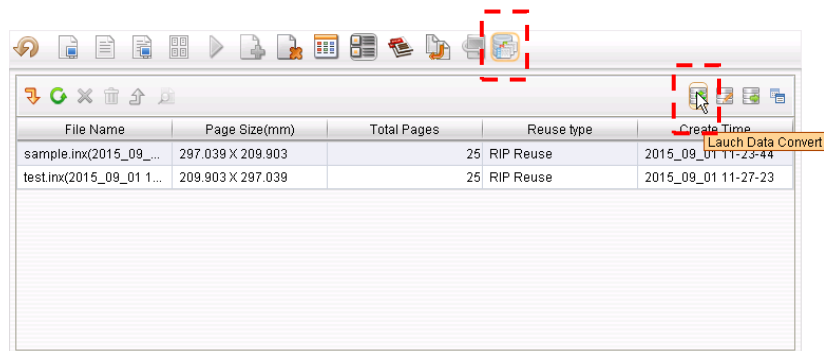 File Name Page Size(mm) Total Pages Reuse type Create Time
Lauch Data Convert
sample.inx(2015_09_... 297.039 X 209.903 25 RIP Reuse 2015_09_01 11-23-44
test.inx(2015_09_01 1... 209.903 X 297.039 25 RIP Reuse 2015_09_01 11-27-23